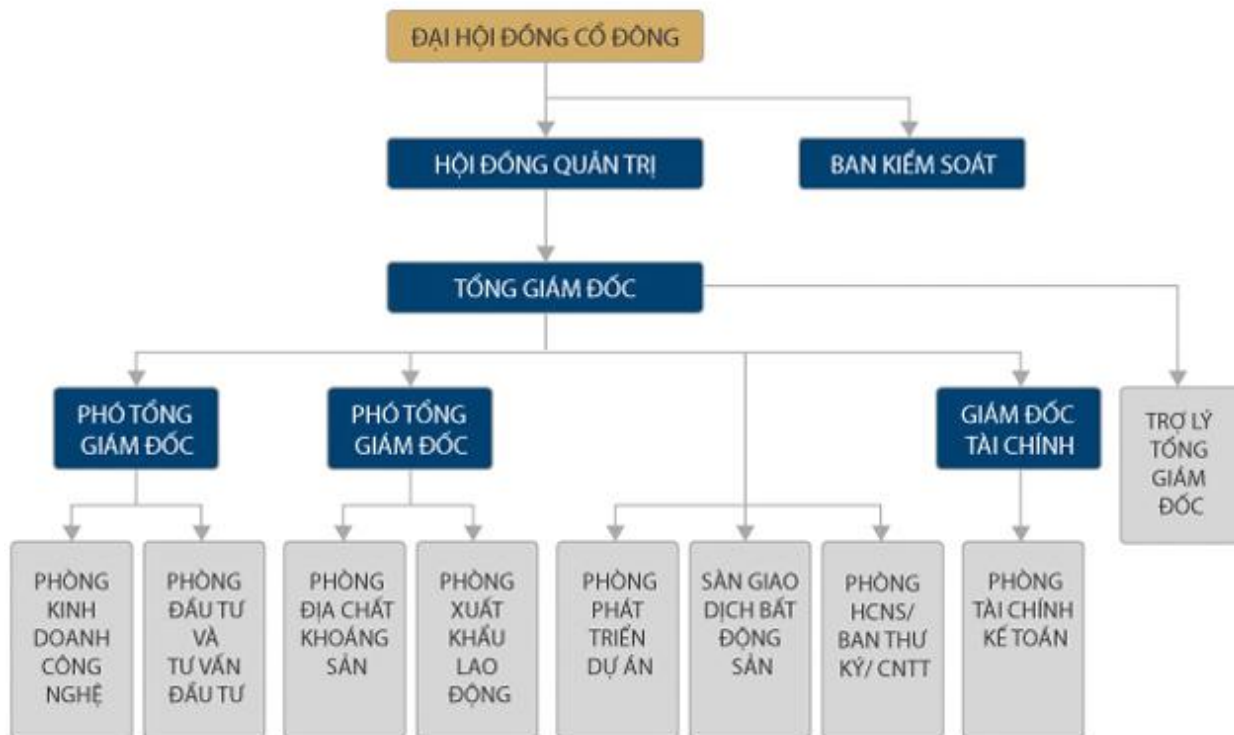 ĐẠI HỘI ĐỒNG CỔ ĐÔNG
HỘI ĐỒNG QUẢN TRỊ
BAN KIỂM SOÁT
TỔNG GIÁM ĐỐC
PHÓ TỔNG
GIÁM ĐỐC
PHÓ TỔNG
GIÁM ĐỐC
GIÁM ĐỐC
TÀI CHÍNH
TRỢ LÝ
TỔNG
GIÁM
ĐỐC
PHÒNG
KINH
DOANH
CÔNG
NGHỆ
PHÒNG
ĐẦU TƯ
VÀ
TƯ VẤN
ĐẦU TƯ
PHÒNG
ĐỊA CHẤT
KHOÁNG
SẢN
PHÒNG
XUẤT
KHẨU
LAO
ĐỘNG
PHÒNG
PHÁT
TRIỂN
DỰ ÁN
SÀN GIAO
DỊCH BẤT
ĐỘNG
SẢN
PHÒNG
HCNS/
BAN THƯ
KÝ/ CNTT
PHÒNG
TÀI CHÍNH
KẾ TOÁN